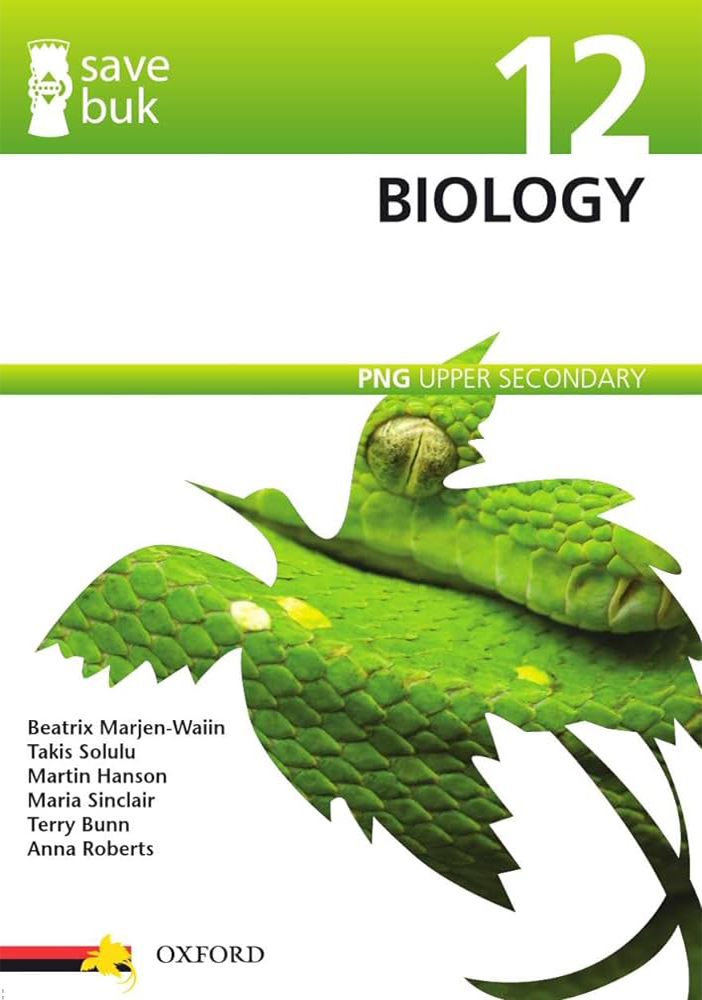 save
buk
12
BIOLOGY
PNG UPPER SECONDARY
Beatrix Marjen-Waiin
Takis Solulu
Martin Hanson
Maria Sinclair
Terry Bunn
Anna Roberts
OXFORD